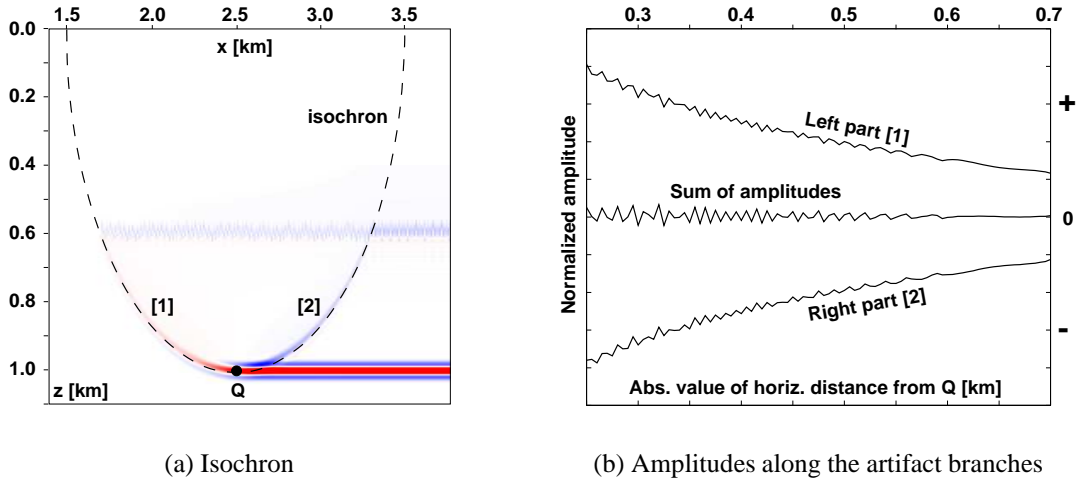 1.5 2.0 2.5 3.0 3.5
x [km]
0.0
0.2
0.4
0.6
0.8
1.0
isochron
[1] [2]
Q
z [km]
(a) Isochron
0.3 0.4 0.5 0.6 0.7
Normalized amplitude
Left part [1]
Sum of amplitudes
Right part [2]
Abs. value of horiz. distance from Q [km]
+
0
-
(b) Amplitudes along the artifact branches